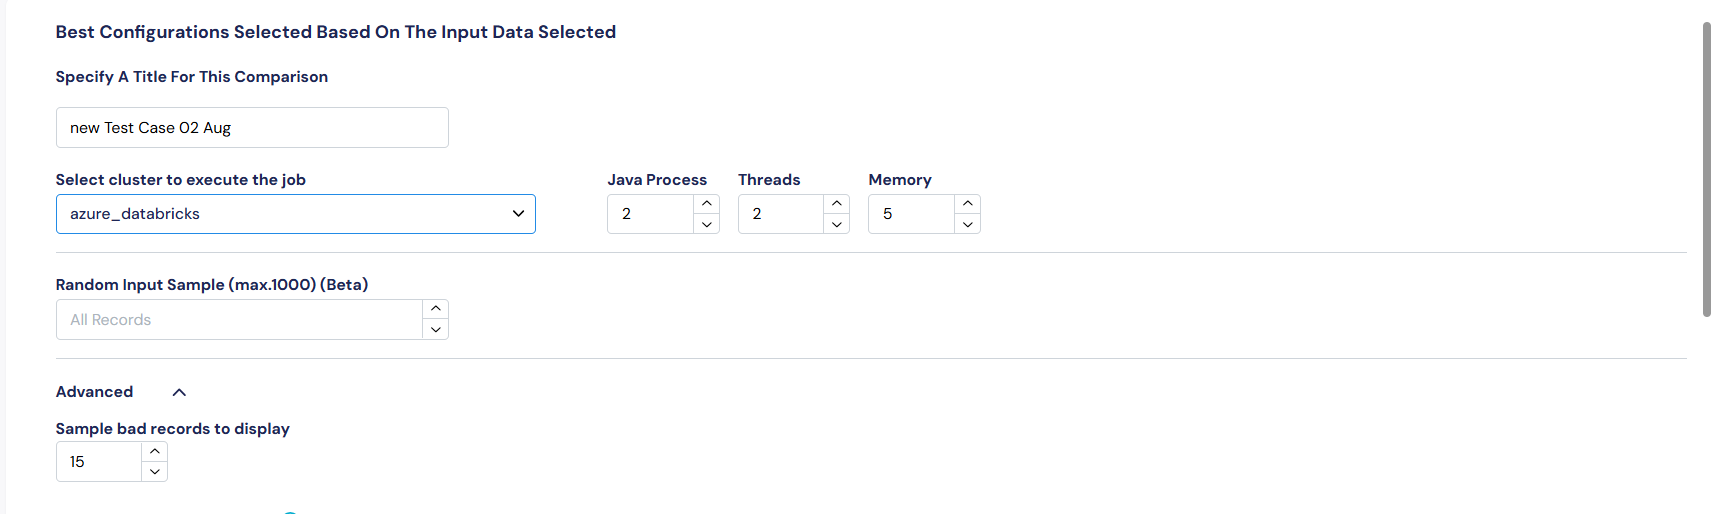 Best Configurations Selected Based On The Input Data Selected
Specify A Title For This Comparison
new Test Case 02 Aug
Select cluster to execute the job
Java Process
Threads
Memory
azure_databricks
2
2
5
Random Input Sample (max.1000) (Beta)
All Records
Advanced
Sample bad records to display
15